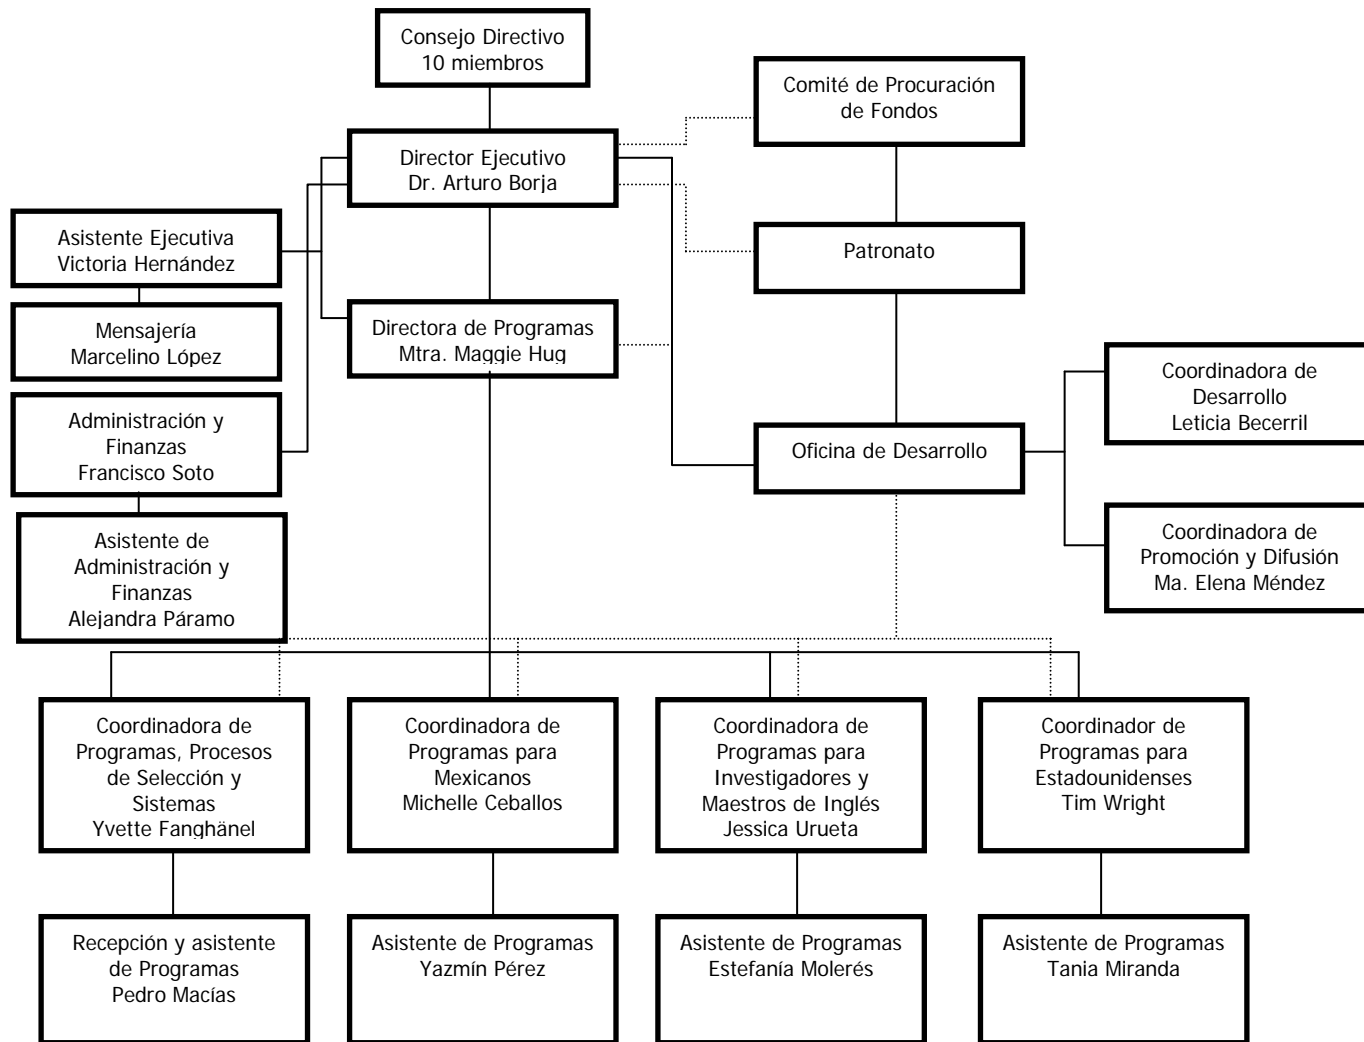 Consejo Directivo
10 miembros
Comité de Procuración
de Fondos
Director Ejecutivo
Dr. Arturo Borja
Asistente Ejecutiva
Victoria Hernández
Patronato
Mensajería
Marcelino López
Directora de Programas
Mtra. Maggie Hug
Coordinadora de
Desarrollo
Leticia Becerril
Administración y
Finanzas
Francisco Soto
Oficina de Desarrollo
Asistente de
Administración y
Finanzas
Alejandra Páramo
Coordinadora de
Promoción y Difusión
Ma. Elena Méndez
Coordinadora de
Programas, Procesos
de Selección y
Sistemas
Yvette Fanghänel
Coordinadora de
Programas para
Mexicanos
Michelle Ceballos
Coordinadora de
Programas para
Investigadores y
Maestros de Inglés
Jessica Urueta
Coordinador de
Programas para
Estadounidenses
Tim Wright
Recepción y asistente
de Programas
Pedro Macías
Asistente de Programas
Yazmín Pérez
Asistente de Programas
Estefanía Molerés
Asistente de Programas
Tania Miranda